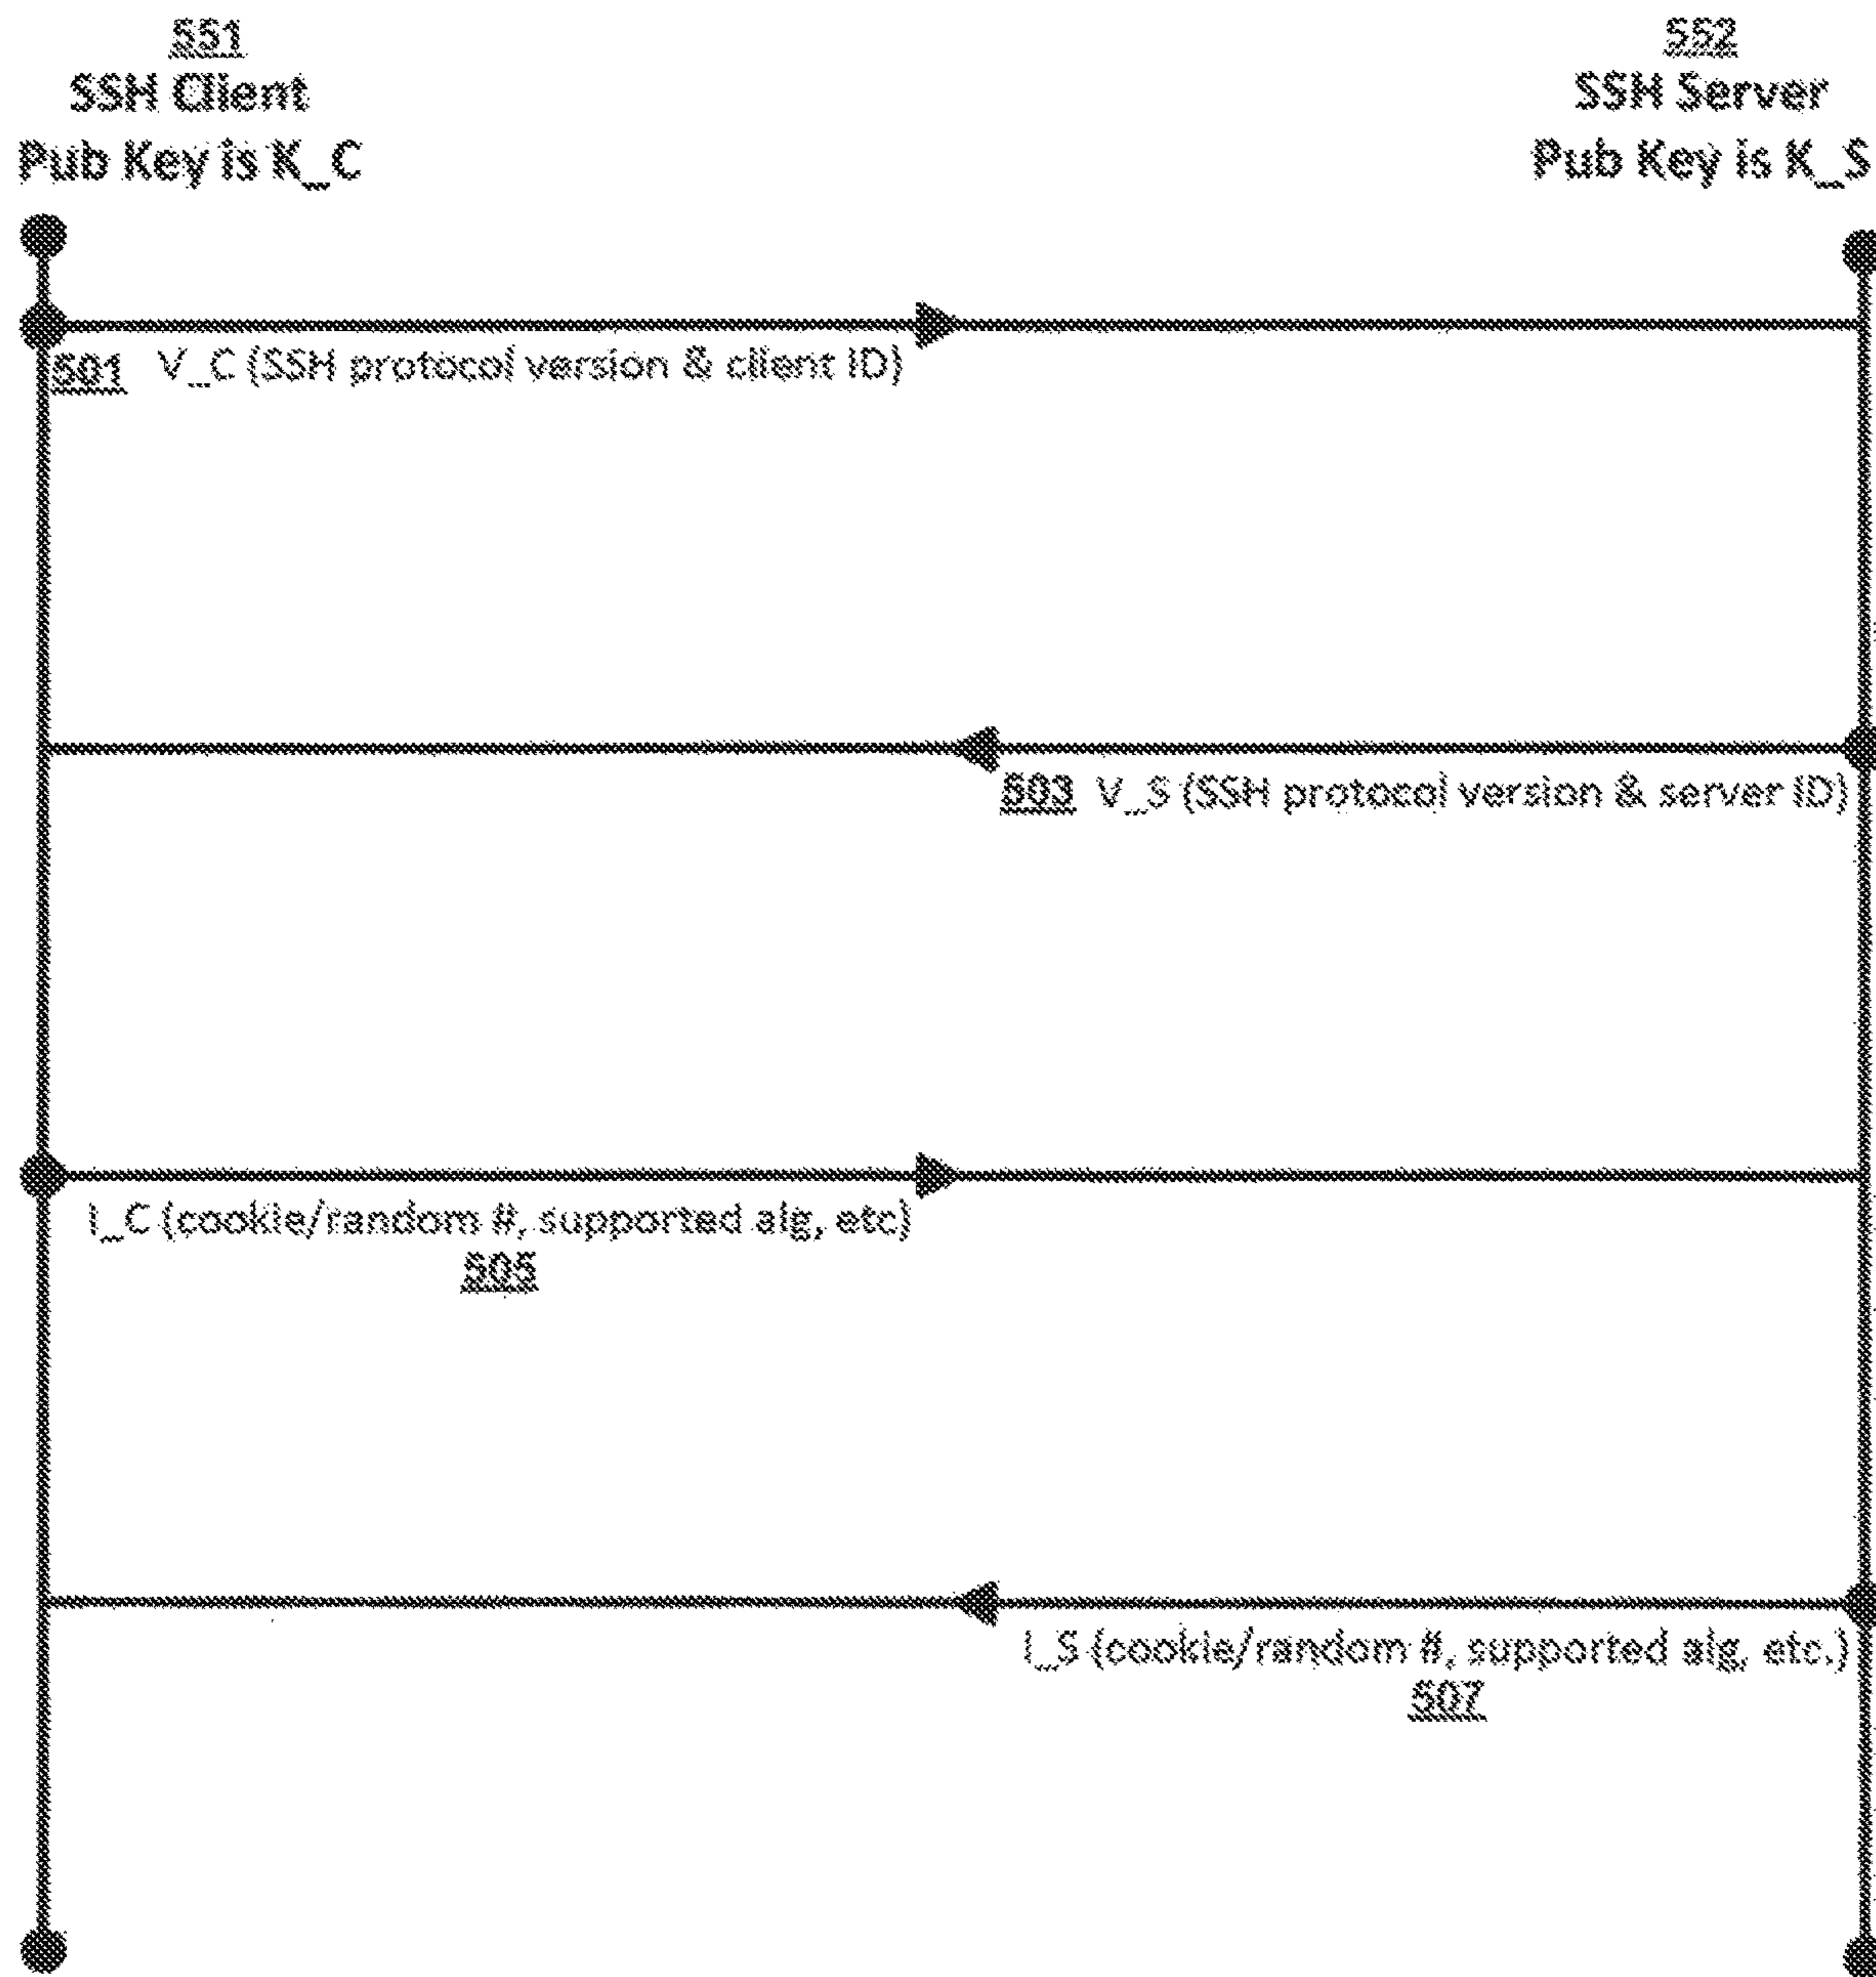 551
SSH Client
Pub Key is K_C
552
SSH Server
Pub Key is K_S
501 V_C (SSH protocol version & client ID)
503 V_S (SSH protocol version & server ID)
I_C (cookie/random #, supported alg, etc)
505
I_S (cookie/random #, supported alg, etc.)
507